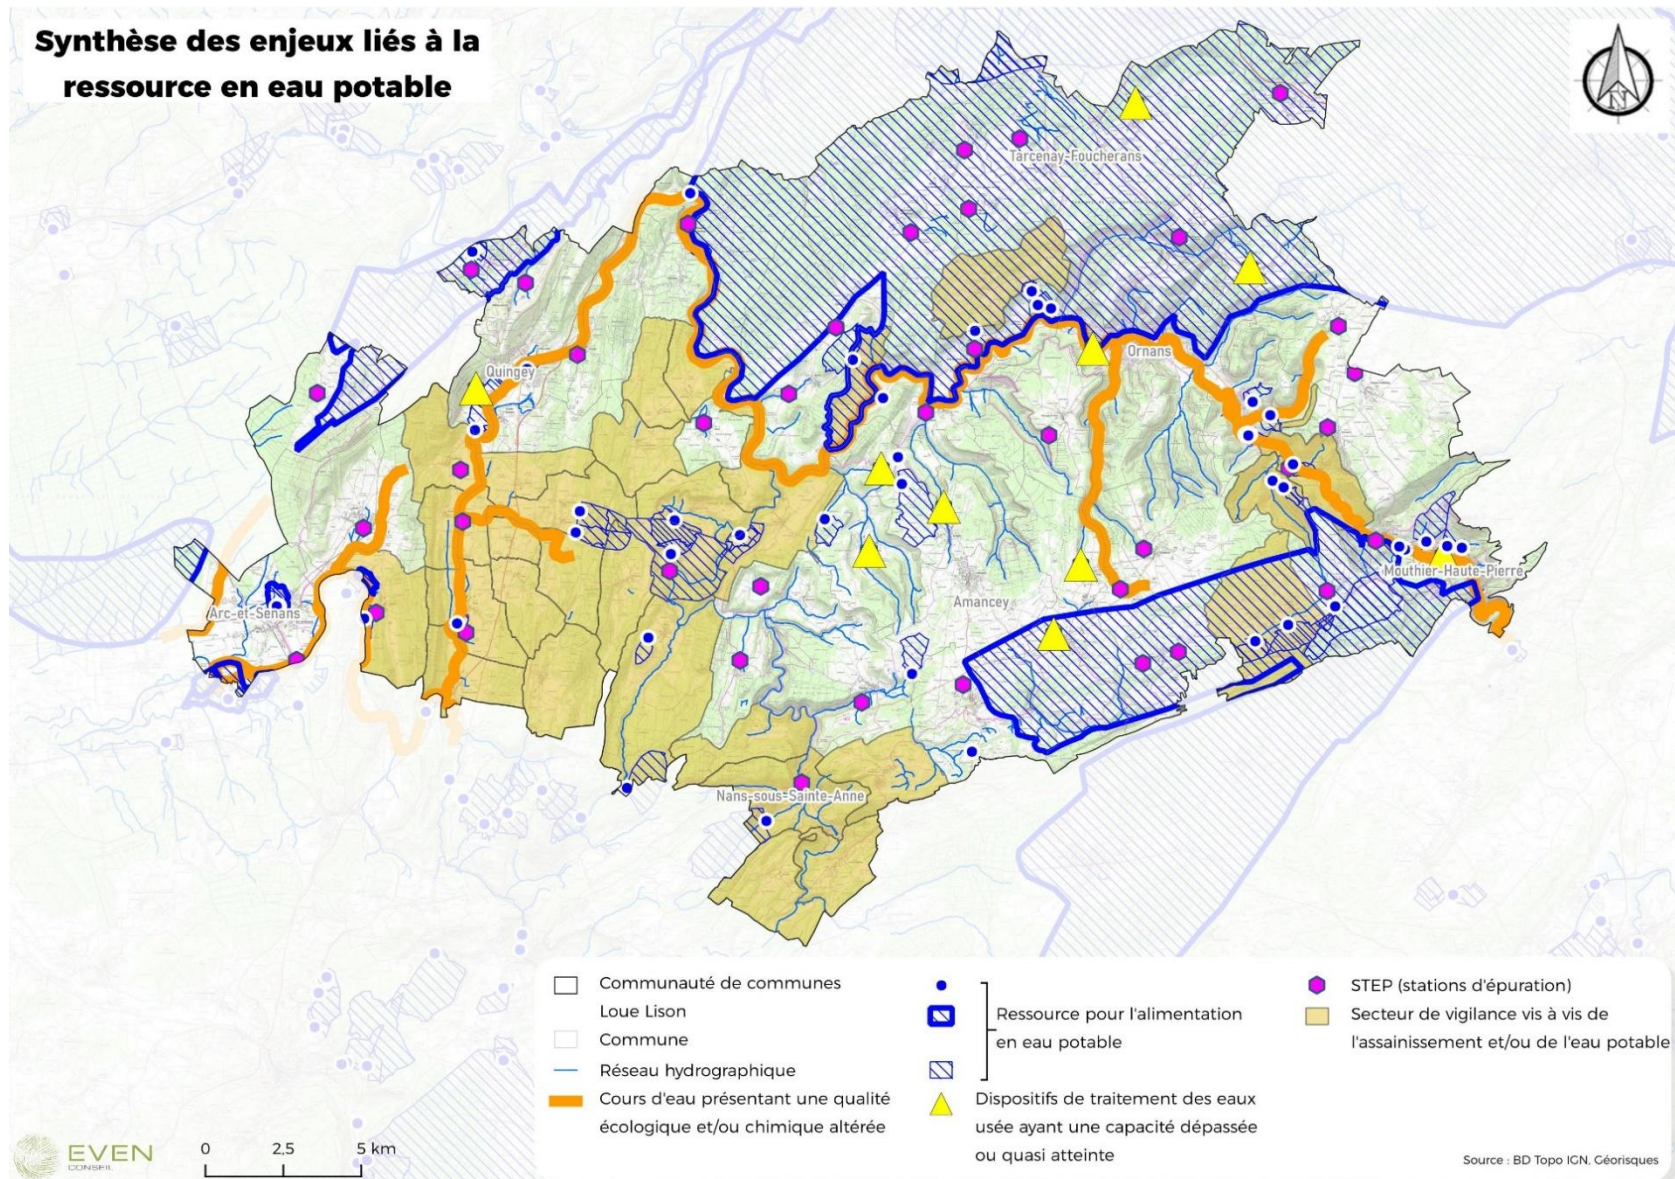 Synthèse des enjeux liés à la
ressource en eau potable
N
Tarcenay-Foucherans
Quingey
Ornans
Mouthier-Haute-Pierre
Arc-et-Senans
Amancey
Nans-sous-Sainte-Anne
Communauté de communes
Loue Lison
Commune
Réseau hydrographique
Cours d'eau présentant une qualité
écologique et/ou chimique altérée
Ressource pour l'alimentation
en eau potable
Dispositifs de traitement des eaux
usée ayant une capacité dépassée
ou quasi atteinte
STEP (stations d'épuration)
Secteur de vigilance vis à vis de
l'assainissement et/ou de l'eau potable
EVEN
CONSEIL
0 2,5 5 km
Source : BD Topo IGN, Géorisques